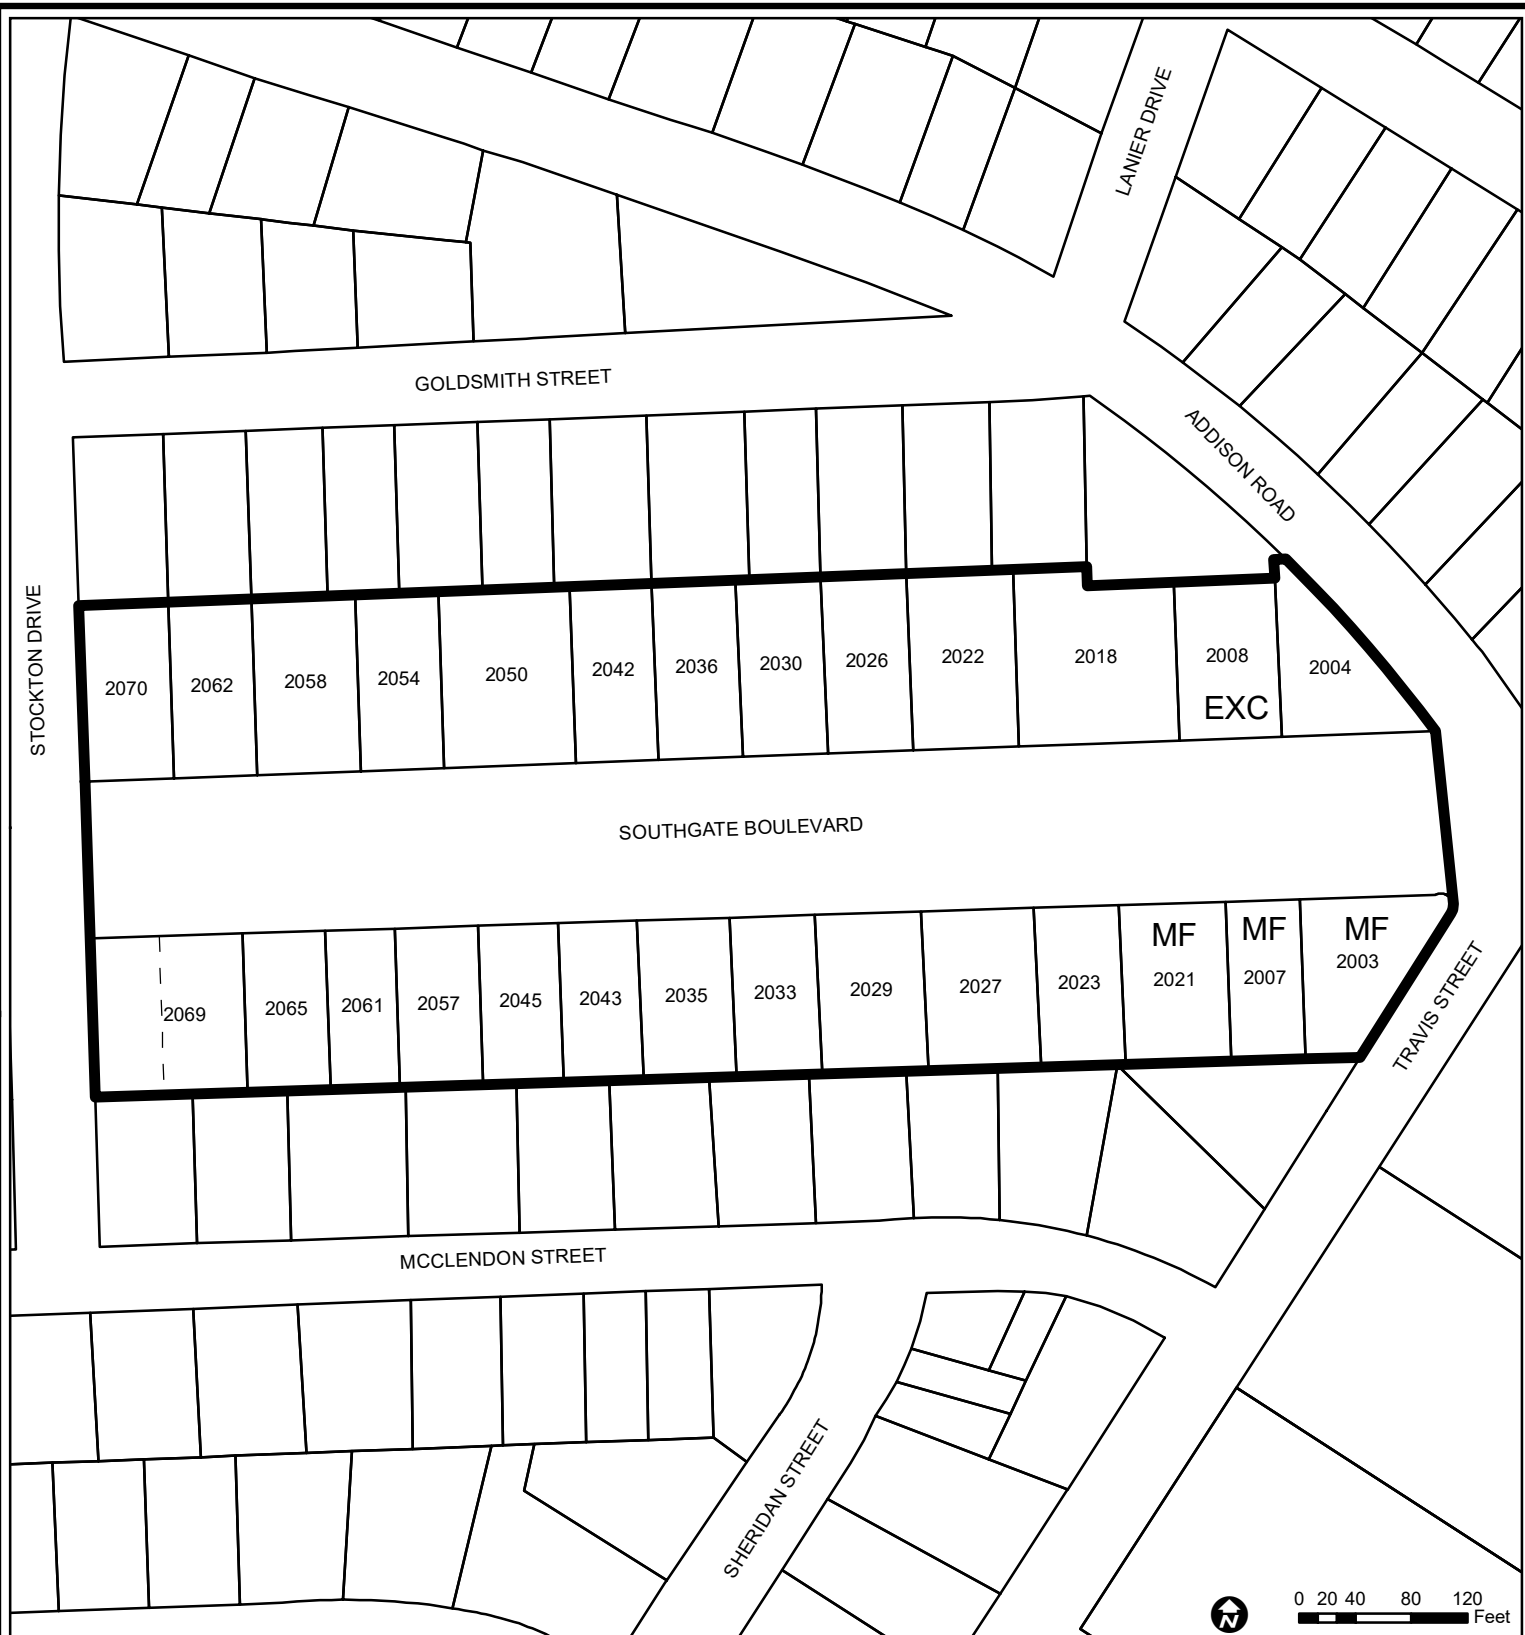 LANIER DRIVE
GOLDSMITH STREET
ADDISON ROAD
STOCKTON DRIVE
2070
2062
2058
2054
2050
2042
2036
2030
2026
2022
2018
2008
EXC
2004
SOUTHGATE BOULEVARD
2069
2065
2061
2057
2045
2043
2035
2033
2029
2027
2023
MF
2021
MF
2007
MF
2003
TRAVIS STREET
MCCLENDON STREET
SHERIDAN STREET
N
0 20 40 80 120
Feet